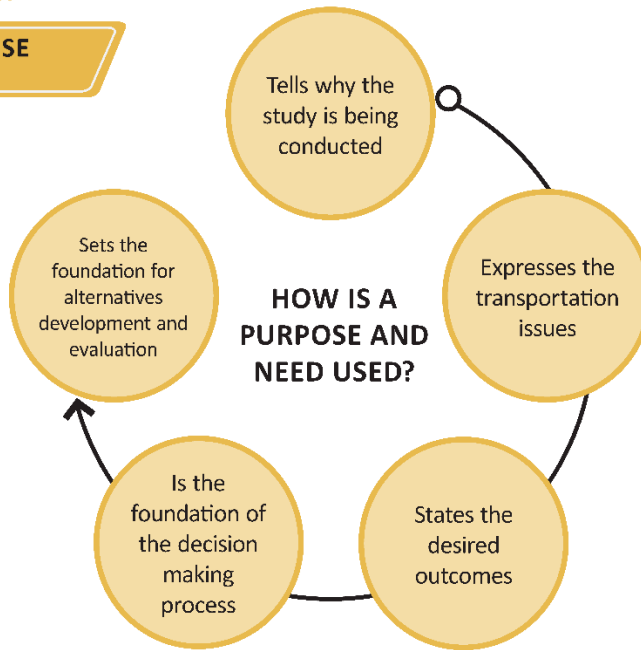 SE
Tells why the
study is being
conducted
Expresses the
transportation
issues
States the
desired
outcomes
Is the
foundation of
the decision
making
process
Sets the
foundation for
alternatives
development and
evaluation
HOW IS A
PURPOSE AND
NEED USED?